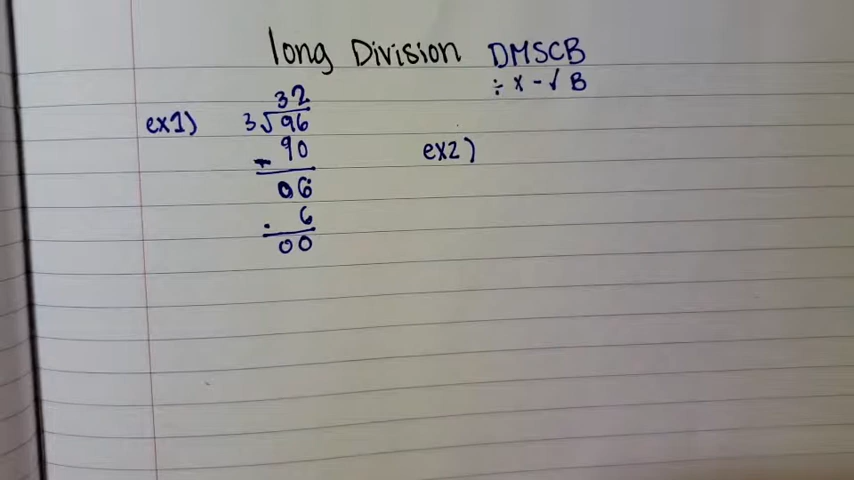 long Division DMSCB
÷ x - √ B
32
ex1) 3√96
- 90
ex2)
06
- 6
00